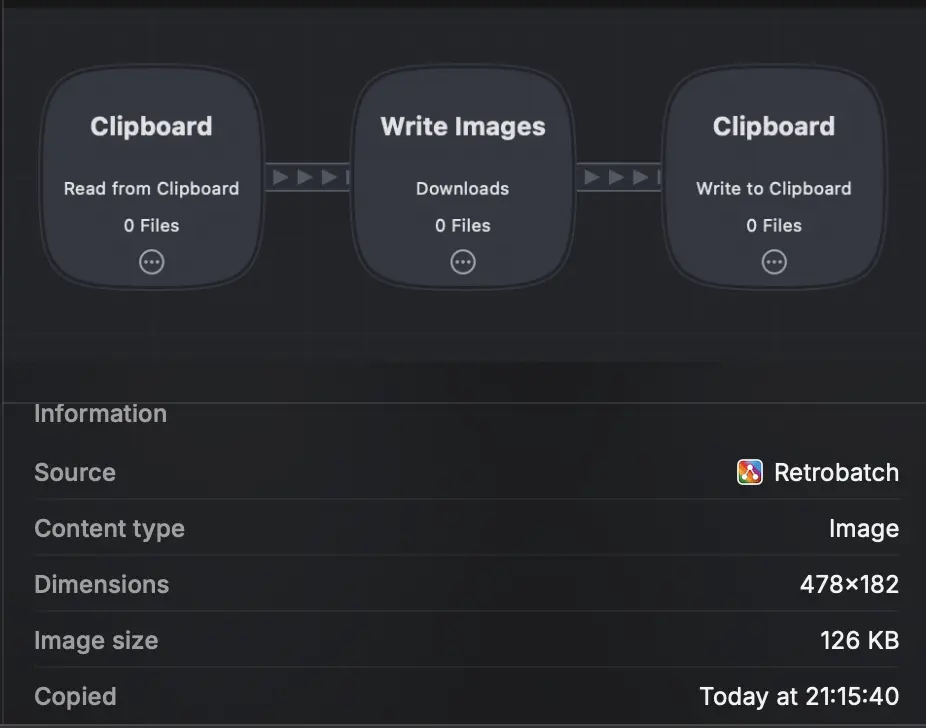 Clipboard
Read from Clipboard
0 Files
Write Images
Downloads
0 Files
Clipboard
Write to Clipboard
0 Files
Information
Source Retrobatch
Content type Image
Dimensions 478×182
Image size 126 KB
Copied Today at 21:15:40